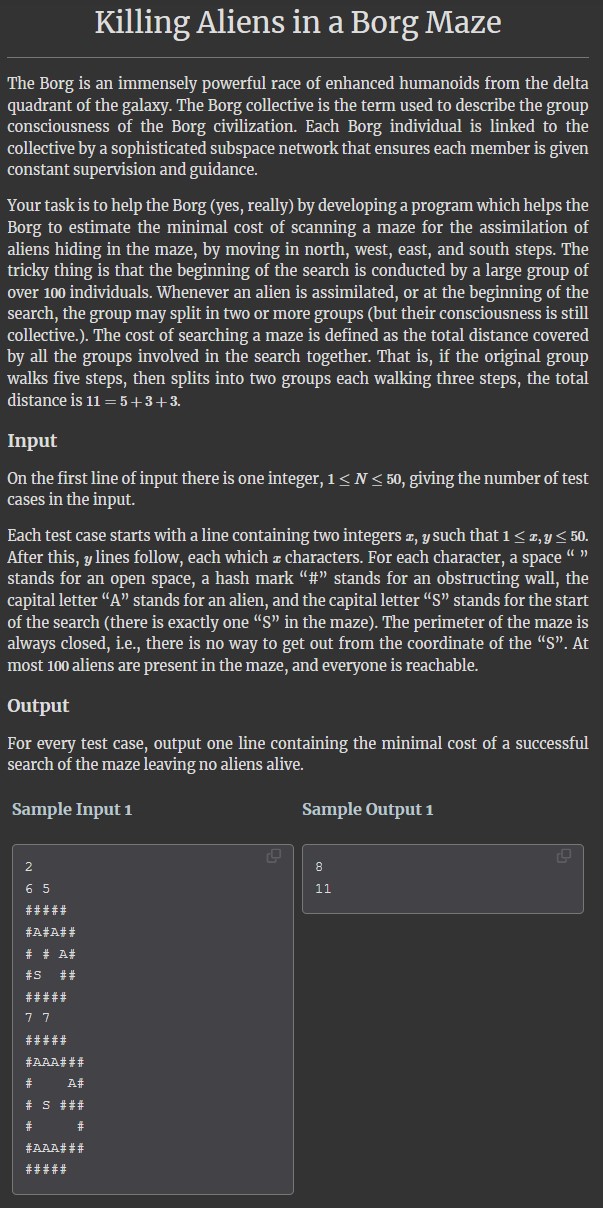 Killing Aliens in a Borg Maze
The Borg is an immensely powerful race of enhanced humanoids from the delta
quadrant of the galaxy. The Borg collective is the term used to describe the group
consciousness of the Borg civilization. Each Borg individual is linked to the
collective by a sophisticated subspace network that ensures each member is given
constant supervision and guidance.
Your task is to help the Borg (yes, really) by developing a program which helps the
Borg to estimate the minimal cost of scanning a maze for the assimilation of
aliens hiding in the maze, by moving in north, west, east, and south steps. The
tricky thing is that the beginning of the search is conducted by a large group of
over 100 individuals. Whenever an alien is assimilated, or at the beginning of the
search, the group may split in two or more groups (but their consciousness is still
collective.). The cost of searching a maze is defined as the total distance covered
by all the groups involved in the search together. That is, if the original group
walks five steps, then splits into two groups each walking three steps, the total
distance is 11 = 5 + 3 + 3.
Input
On the first line of input there is one integer, 1 ≤ N ≤ 50, giving the number of test
cases in the input.
Each test case starts with a line containing two integers x, y such that 1 ≤ x, y ≤ 50.
After this, y lines follow, each which x characters. For each character, a space “ ”
stands for an open space, a hash mark “#” stands for an obstructing wall, the
capital letter “A” stands for an alien, and the capital letter “S” stands for the start
of the search (there is exactly one “S” in the maze). The perimeter of the maze is
always closed, i.e., there is no way to get out from the coordinate of the “S”. At
most 100 aliens are present in the maze, and everyone is reachable.
Output
For every test case, output one line containing the minimal cost of a successful
search of the maze leaving no aliens alive.
Sample Input 1
Sample Output 1
2
6 5
#####
#A#A##
# # A#
#S  ##
#####
7 7
#####
#AAA###
#    A#
# S ###
#     #
#AAA###
#####
8
11